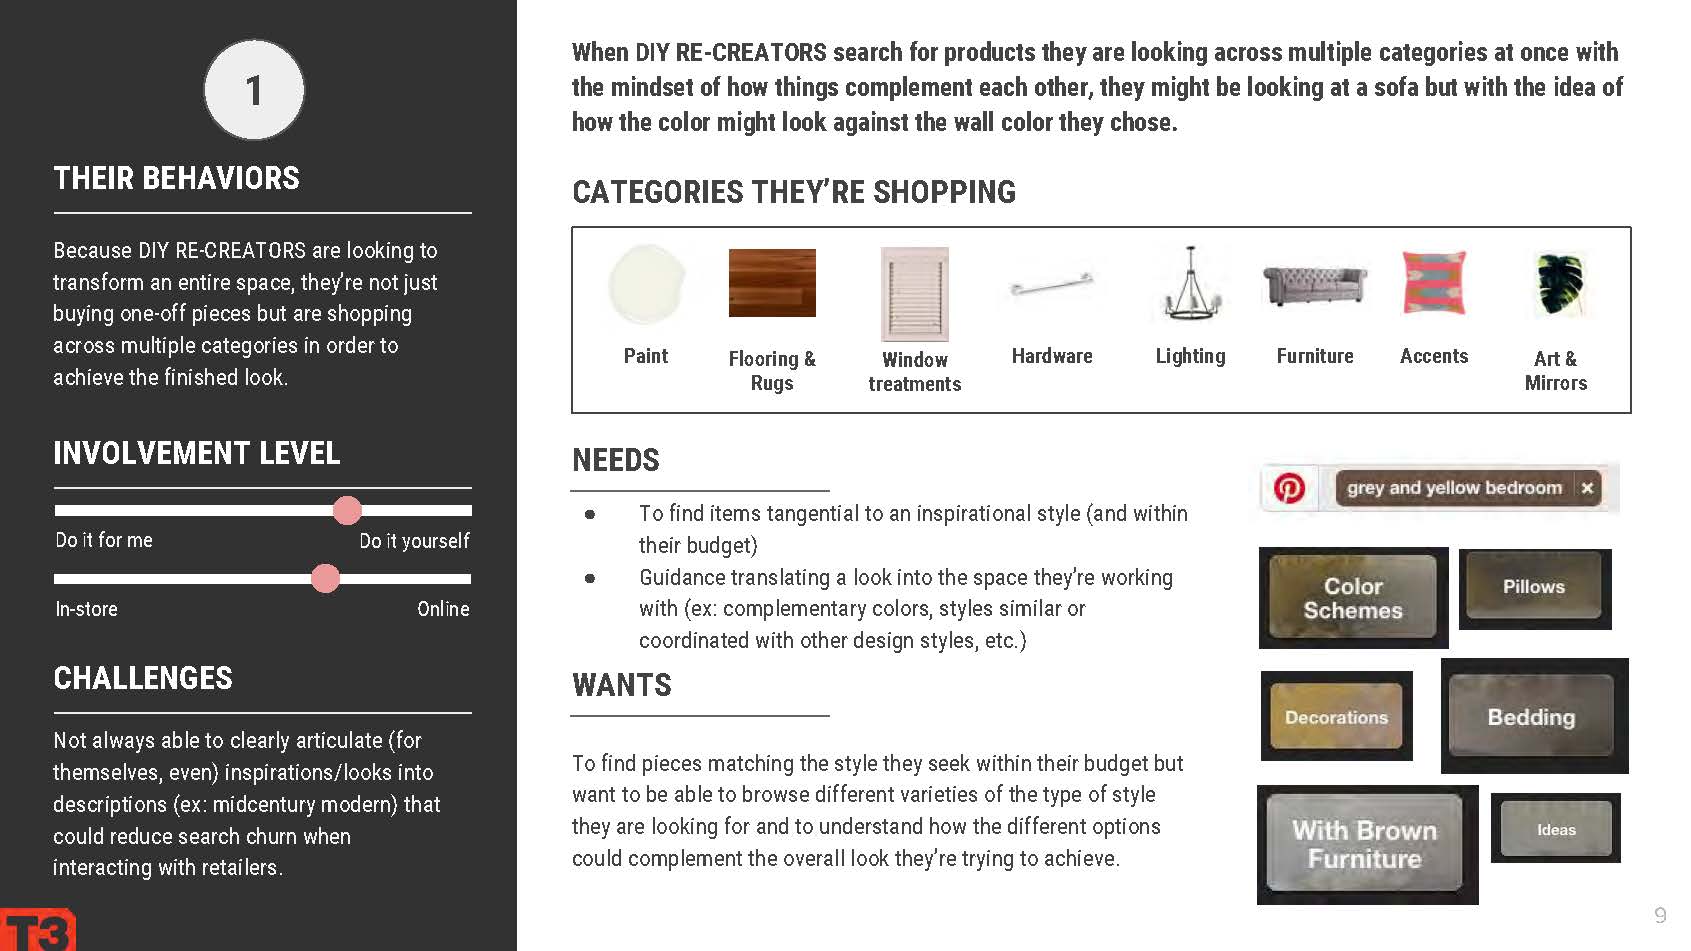 1
THEIR BEHAVIORS
Because DIY RE-CREATORS are looking to
transform an entire space, they're not just
buying one-off pieces but are shopping
across multiple categories in order to
achieve the finished look.
INVOLVEMENT LEVEL
Do it for me
Do it yourself
In-store
Online
CHALLENGES
Not always able to clearly articulate (for
themselves, even) inspirations/looks into
descriptions (ex: midcentury modern) that
could reduce search churn when
interacting with retailers.
T3
When DIY RE-CREATORS search for products they are looking across multiple categories at once with
the mindset of how things complement each other, they might be looking at a sofa but with the idea of
how the color might look against the wall color they chose.
CATEGORIES THEY'RE SHOPPING
Paint
Flooring &
Rugs
Window
treatments
Hardware
Lighting
Furniture
Accents
Art &
Mirrors
NEEDS
● To find items tangential to an inspirational style (and within
their budget)
● Guidance translating a look into the space they're working
with (ex: complementary colors, styles similar or
coordinated with other design styles, etc.)
WANTS
To find pieces matching the style they seek within their budget but
want to be able to browse different varieties of the type of style
they are looking for and to understand how the different options
could complement the overall look they're trying to achieve.
grey and yellow bedroom ×
Color
Schemes
Pillows
Decorations
Bedding
With Brown
Furniture
Ideas
9